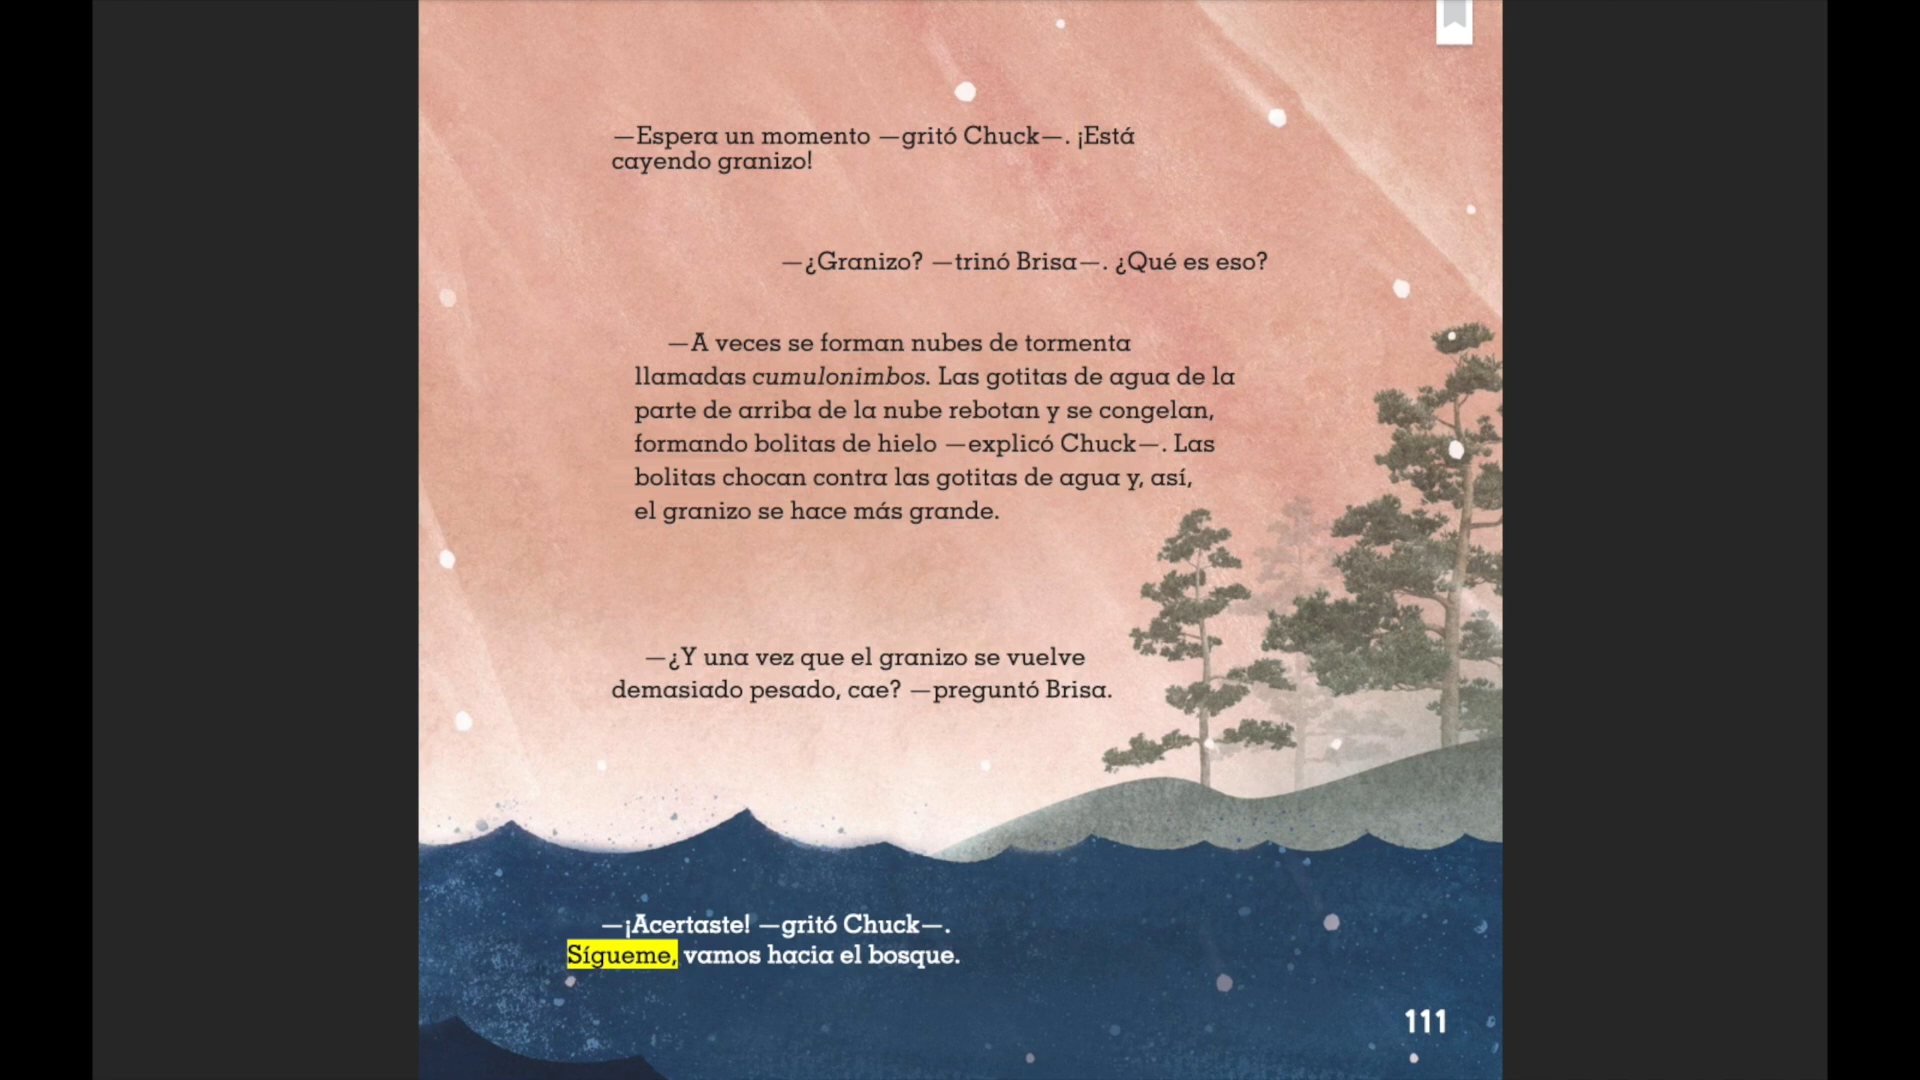 —Espera un momento —gritó Chuck—. ¡Está
cayendo granizo!
—¿Granizo? —trinó Brisa—. ¿Qué es eso?
—A veces se forman nubes de tormenta
llamadas cumulonimbos. Las gotitas de agua de la
parte de arriba de la nube rebotan y se congelan,
formando bolitas de hielo —explicó Chuck—. Las
bolitas chocan contra las gotitas de agua y, así,
el granizo se hace más grande.
—¿Y una vez que el granizo se vuelve
demasiado pesado, cae? —preguntó Brisa.
—¡Acertaste! —gritó Chuck—.
Sígueme, vamos hacia el bosque.
111